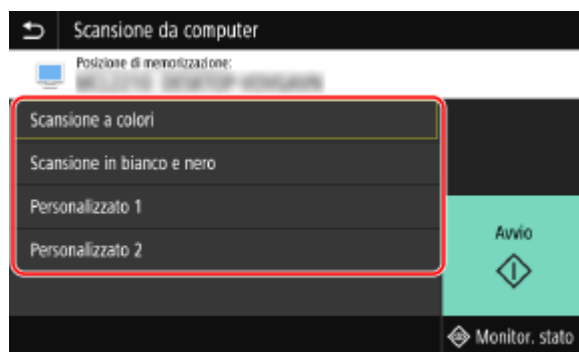 Scansione da computer
Posizione di memorizzazione:
Scansione a colori
Scansione in bianco e nero
Personalizzato 1
Personalizzato 2
Avvio
Monitor. stato